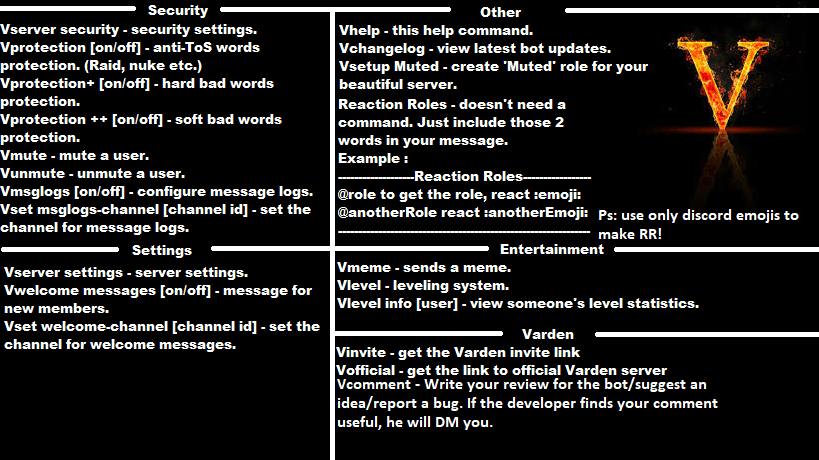 Security
Vserver security - security settings.
Vprotection [on/off] - anti-ToS words
protection. (Raid, nuke etc.)
Vprotection+ [on/off] - hard bad words
protection.
Vprotection ++ [on/off] - soft bad words
protection.
Vmute - mute a user.
Vunmute - unmute a user.
Vmsglogs [on/off] - configure message logs.
Vset msglogs-channel [channel id] - set the
channel for message logs.
Settings
Vserver settings - server settings.
Vwelcome messages [on/off] - message for
new members.
Vset welcome-channel [channel id] - set the
channel for welcome messages.
Other
Vhelp - this help command.
Vchangelog - view latest bot updates.
Vsetup Muted - create 'Muted' role for your
beautiful server.
Reaction Roles - doesn't need a
command. Just include those 2
words in your message.
Example :
-------------------Reaction Roles-----------------
@role to get the role, react :emoji:
@anotherRole react :anotherEmoji:
---------------------------------------------------------------
Ps: use only discord emojis to
make RR!
V
Entertainment
Vmeme - sends a meme.
Vlevel - leveling system.
Vlevel info [user] - view someone's level statistics.
Varden
Vinvite - get the Varden invite link
Vofficial - get the link to official Varden server
Vcomment - Write your review for the bot/suggest an
idea/report a bug. If the developer finds your comment
useful, he will DM you.